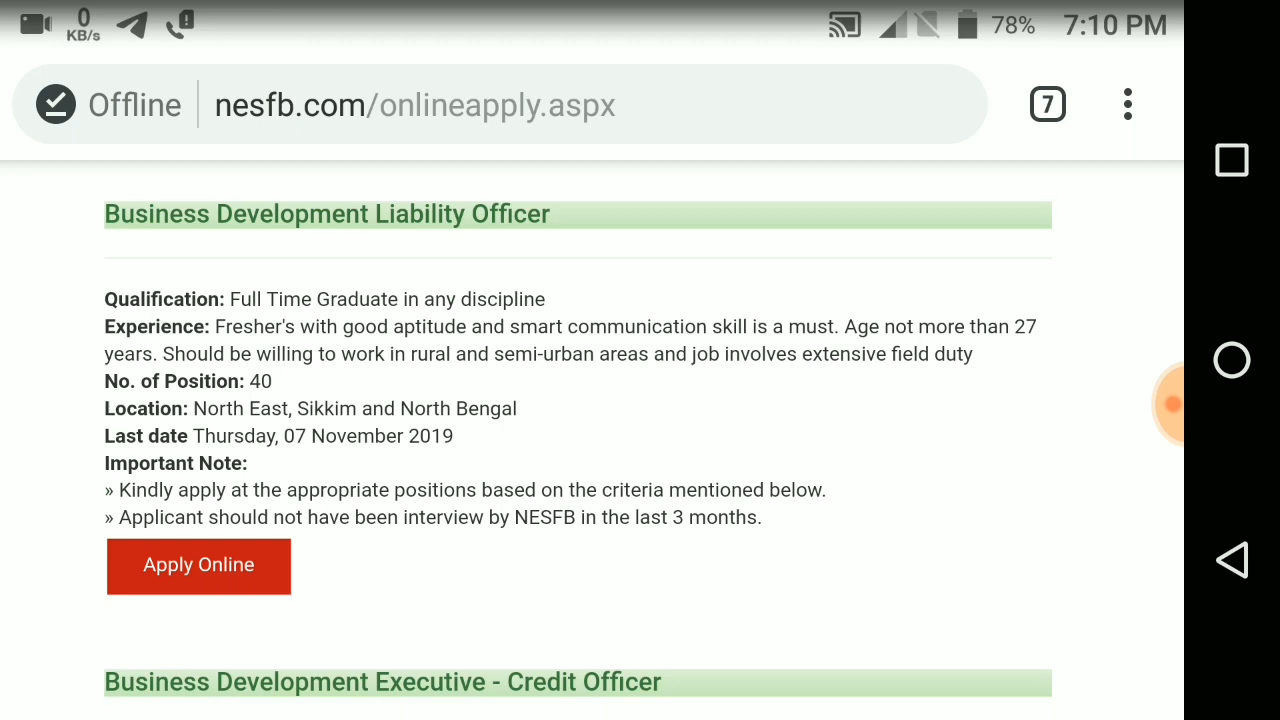 0
KB/s
78%
7:10 PM
Offline
nesfb.com/onlineapply.aspx
7
Business Development Liability Officer
Qualification: Full Time Graduate in any discipline
Experience: Fresher's with good aptitude and smart communication skill is a must. Age not more than 27
years. Should be willing to work in rural and semi-urban areas and job involves extensive field duty
No. of Position: 40
Location: North East, Sikkim and North Bengal
Last date Thursday, 07 November 2019
Important Note:
» Kindly apply at the appropriate positions based on the criteria mentioned below.
» Applicant should not have been interview by NESFB in the last 3 months.
Apply Online
Business Development Executive - Credit Officer